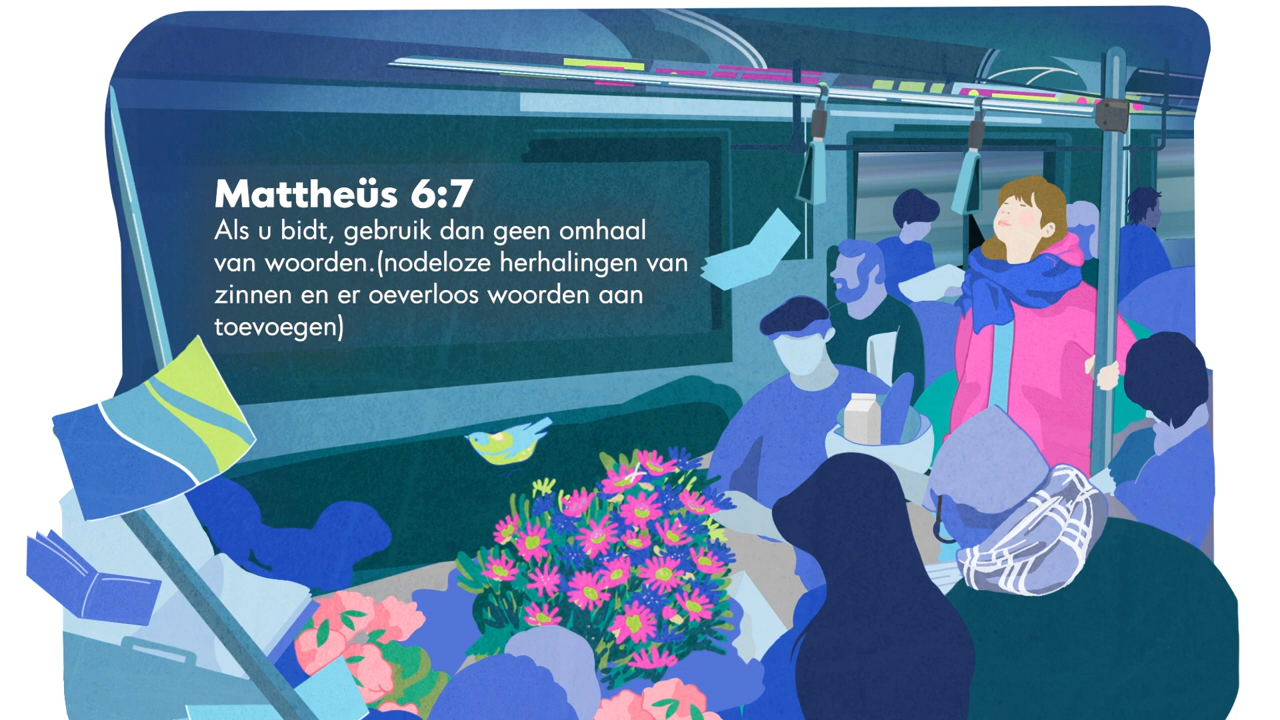 Mattheüs 6:7
Als u bidt, gebruik dan geen omhaal
van woorden.(nodeloze herhalingen van
zinnen en er oeverloos woorden aan
toevoegen)